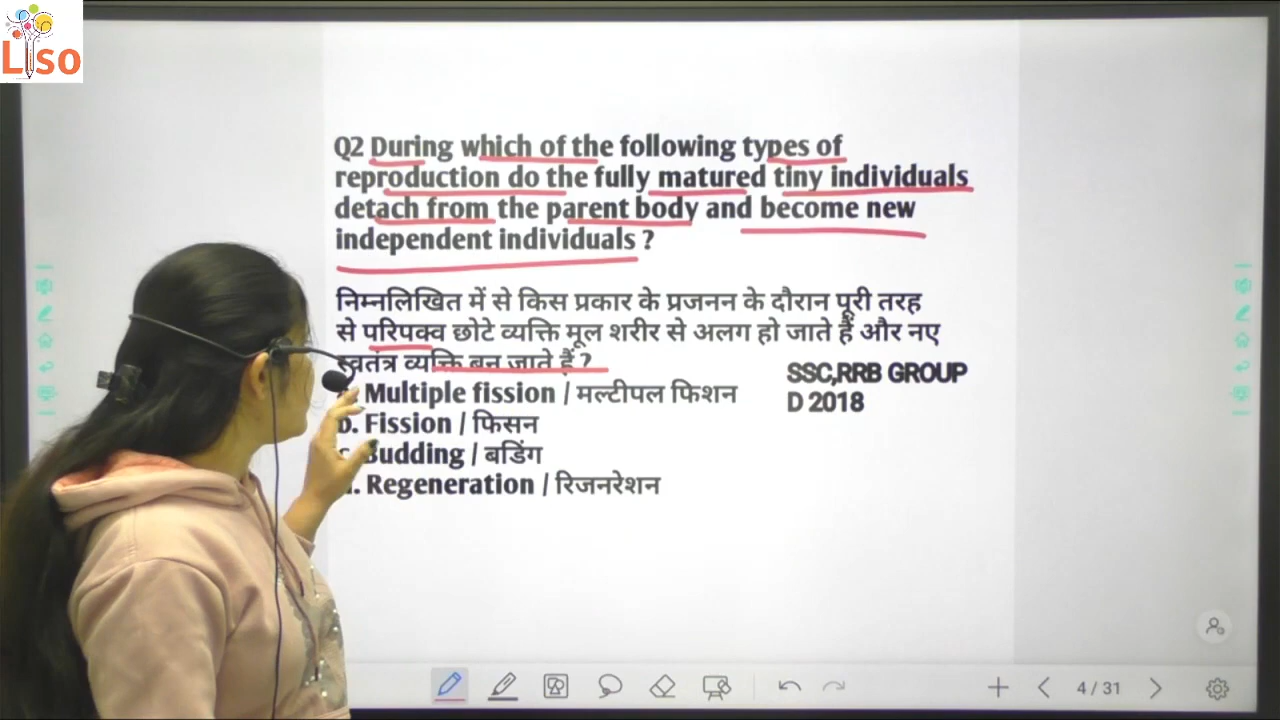 Liso
Q2 During which of the following types of
reproduction do the fully matured tiny individuals
detach from the parent body and become new
independent individuals ?
निम्नलिखित में से किस प्रकार के प्रजनन के दौरान पूरी तरह
से परिपक्व छोटे व्यक्ति मूल शरीर से अलग हो जाते हैं और नए
स्वतंत्र व्यक्ति बन जाते हैं ?
SSC,RRB GROUP
D 2018
Multiple fission / मल्टीपल फिशन
b. Fission / फिसन
c. Budding / बडिंग
. Regeneration / रिजनरेशन
4 / 31